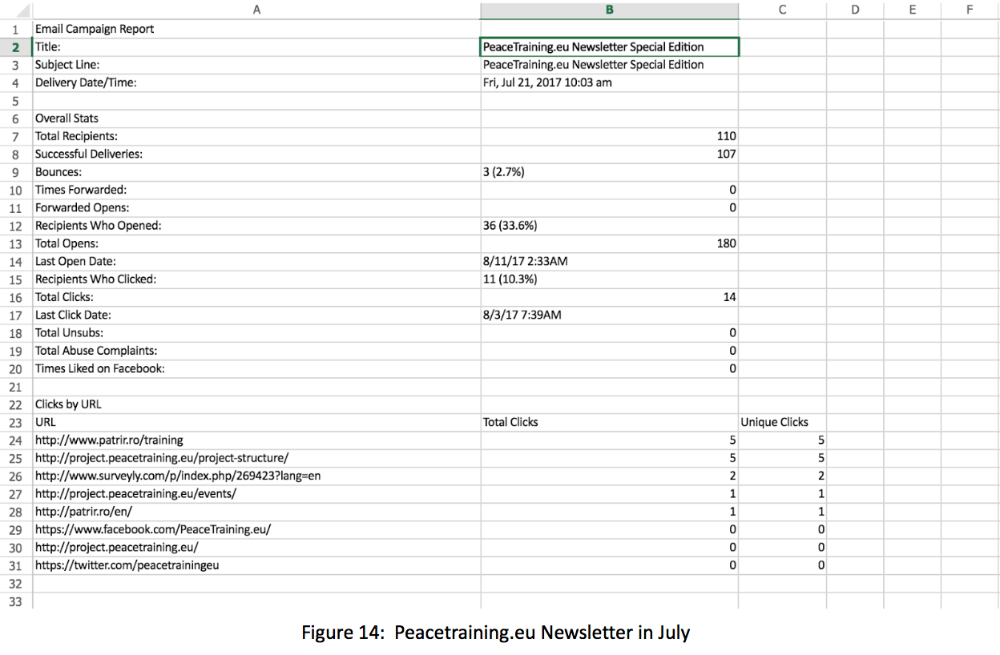 A B C D E F
1 Email Campaign Report
2 Title: PeaceTraining.eu Newsletter Special Edition
3 Subject Line: PeaceTraining.eu Newsletter Special Edition
4 Delivery Date/Time: Fri, Jul 21, 2017 10:03 am
5
6 Overall Stats
7 Total Recipients: 110
8 Successful Deliveries: 107
9 Bounces: 3 (2.7%)
10 Times Forwarded: 0
11 Forwarded Opens: 0
12 Recipients Who Opened: 36 (33.6%)
13 Total Opens: 180
14 Last Open Date: 8/11/17 2:33AM
15 Recipients Who Clicked: 11 (10.3%)
16 Total Clicks: 14
17 Last Click Date: 8/3/17 7:39AM
18 Total Unsubs: 0
19 Total Abuse Complaints: 0
20 Times Liked on Facebook: 0
21
22 Clicks by URL
23 URL Total Clicks Unique Clicks
24 http://www.patrir.ro/training 5 5
25 http://project.peacetraining.eu/project-structure/ 5 5
26 http://www.surveyly.com/p/index.php/269423?lang=en 2 2
27 http://project.peacetraining.eu/events/ 1 1
28 http://patrir.ro/en/ 1 1
29 https://www.facebook.com/PeaceTraining.eu/ 0 0
30 http://project.peacetraining.eu/ 0 0
31 https://twitter.com/peacetrainingeu 0 0
32
33
Figure 14: Peacetraining.eu Newsletter in July